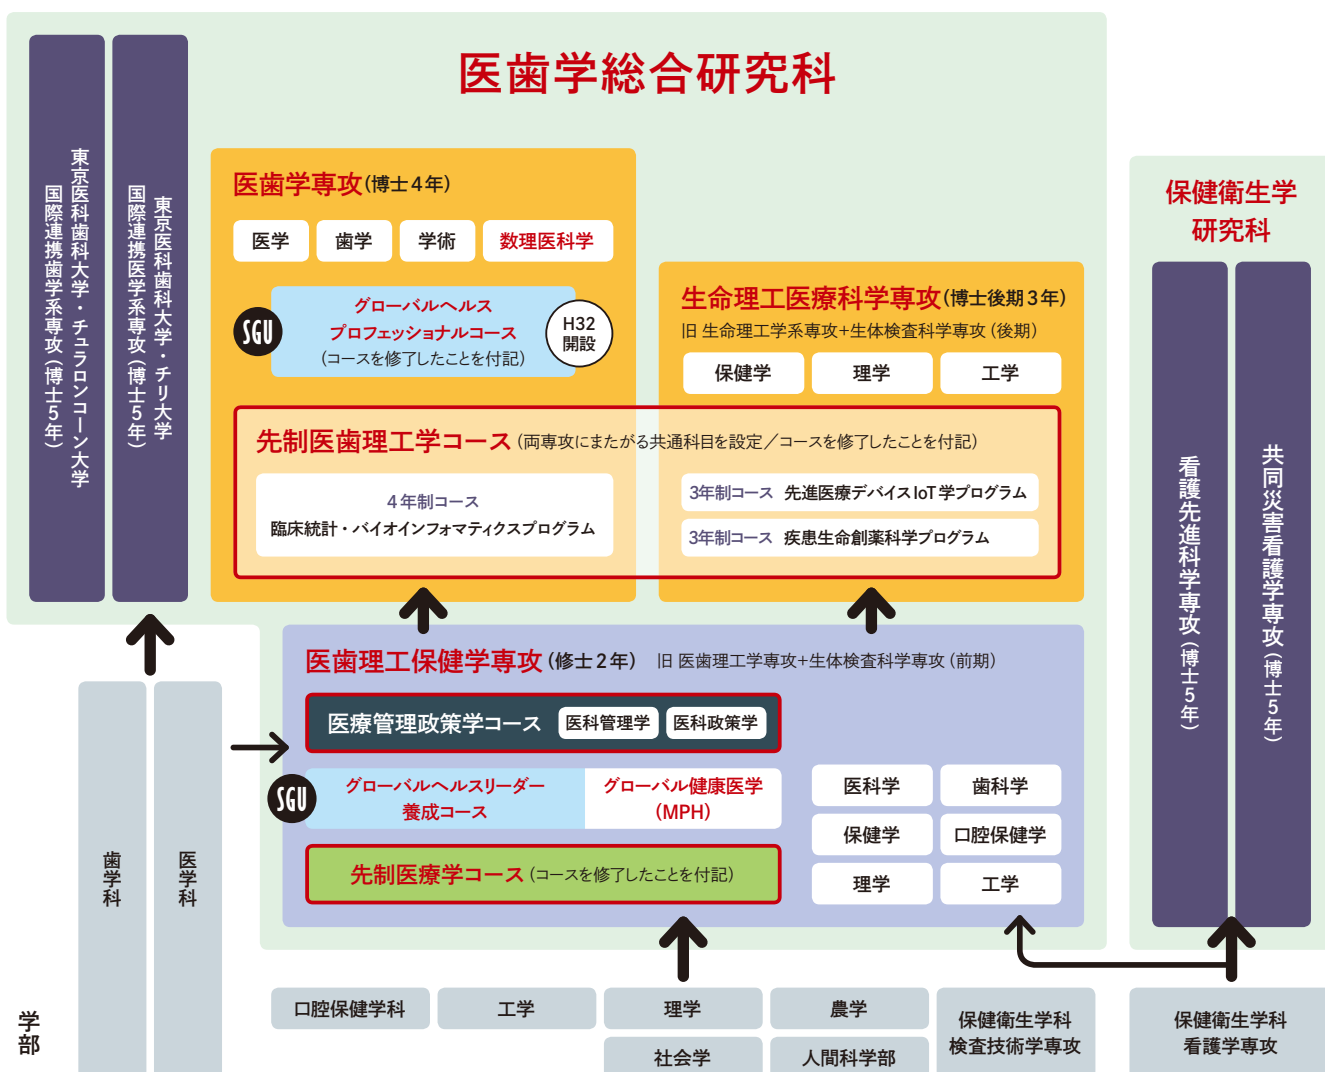 医歯学総合研究科
東京医科歯科大学・チュラロンコーン大学
国際連携歯学系専攻（博士5年）
東京医科歯科大学・チリ大学
国際連携医学系専攻（博士5年）
医歯学専攻（博士4年）
医学
歯学
学術
数理医科学
SGU
グローバルヘルス
プロフェッショナルコース
（コースを修了したことを付記）
H32
開設
生命理工医療科学専攻（博士後期3年）
旧 生命理工学系専攻+生体検査科学専攻（後期）
保健学
理学
工学
先制医歯理工学コース（両専攻にまたがる共通科目を設定／コースを修了したことを付記）
4年制コース
臨床統計・バイオインフォマティクスプログラム
3年制コース 先進医療デバイスIoT学プログラム
3年制コース 疾患生命創薬科学プログラム
医歯理工保健学専攻（修士2年） 旧 医歯理工学専攻+生体検査科学専攻（前期）
医療管理政策学コース
医科管理学
医科政策学
SGU
グローバルヘルスリーダー
養成コース
グローバル健康医学
（MPH）
先制医療学コース（コースを修了したことを付記）
医科学
歯科学
保健学
口腔保健学
理学
工学
保健衛生学
研究科
看護先進科学専攻（博士5年）
共同災害看護学専攻（博士5年）
学部
歯学科
医学科
口腔保健学科
工学
理学
農学
社会学
人間科学部
保健衛生学科
検査技術学専攻
保健衛生学科
看護学専攻